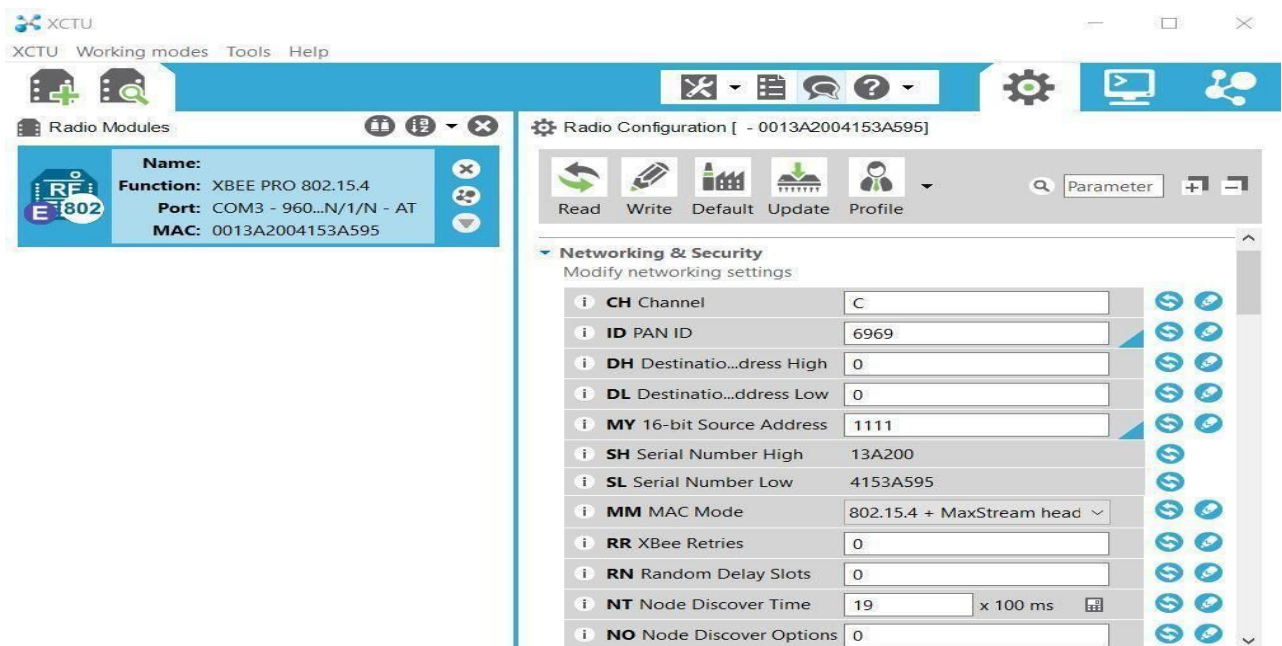 XCTU
XCTU Working modes Tools Help
Radio Modules
Name:
Function: XBEE PRO 802.15.4
Port: COM3 - 960...N/1/N - AT
MAC: 0013A2004153A595
RF
E 802
Radio Configuration [ - 0013A2004153A595]
Read Write Default Update Profile
Parameter
Networking & Security
Modify networking settings
i CH Channel C
i ID PAN ID 6969
i DH Destinatio...dress High 0
i DL Destinatio...ddress Low 0
i MY 16-bit Source Address 1111
i SH Serial Number High 13A200
i SL Serial Number Low 4153A595
i MM MAC Mode 802.15.4 + MaxStream head
i RR XBee Retries 0
i RN Random Delay Slots 0
i NT Node Discover Time 19 x 100 ms
i NO Node Discover Options 0